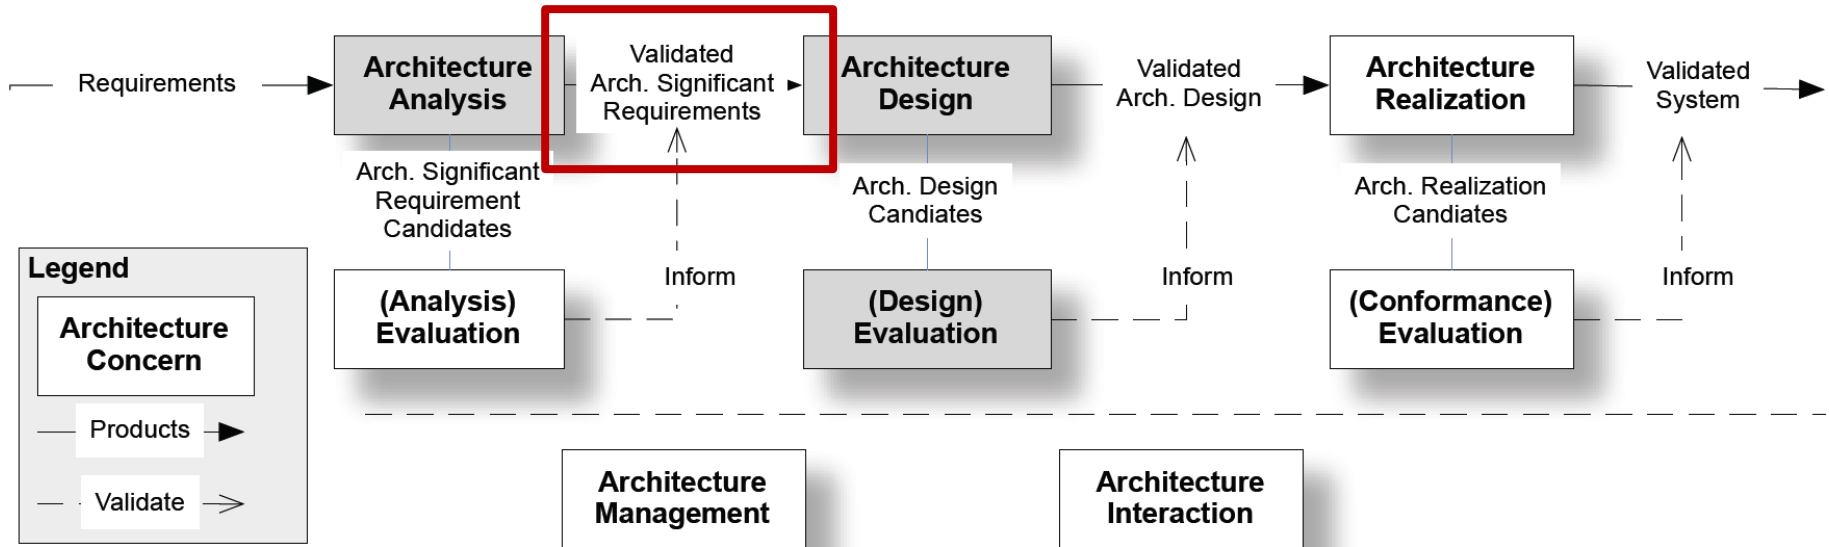 Requirements
Architecture
Analysis
Validated
Arch. Significant
Requirements
Architecture
Design
Validated
Arch. Design
Architecture
Realization
Validated
System
Arch. Significant
Requirement
Candidates
Arch. Design
Candiates
Arch. Realization
Candiates
(Analysis)
Evaluation
Inform
(Design)
Evaluation
Inform
(Conformance)
Evaluation
Inform
Legend
Architecture
Concern
Products
Validate
Architecture
Management
Architecture
Interaction